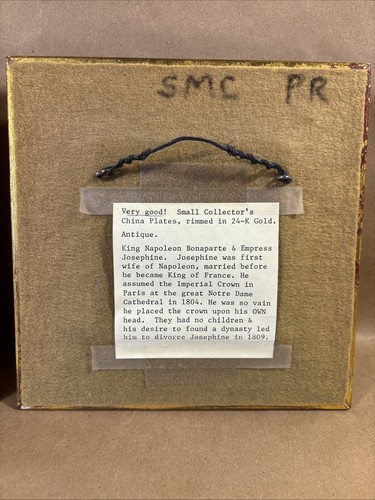 SMC PR
Very good! Small Collector's
China Plates, rimmed in 24-K Gold.
Antique.
King Napoleon Bonaparte & Empress
Josephine. Josephine was first
wife of Napoleon, married before
he became King of France. He
assumed the Imperial Crown in
Paris at the great Notre Dame
Cathedral in 1804. He was so vain
he placed the crown upon his OWN
head. They had no children &
his desire to found a dynasty led
him to divorce Josephine in 1809.